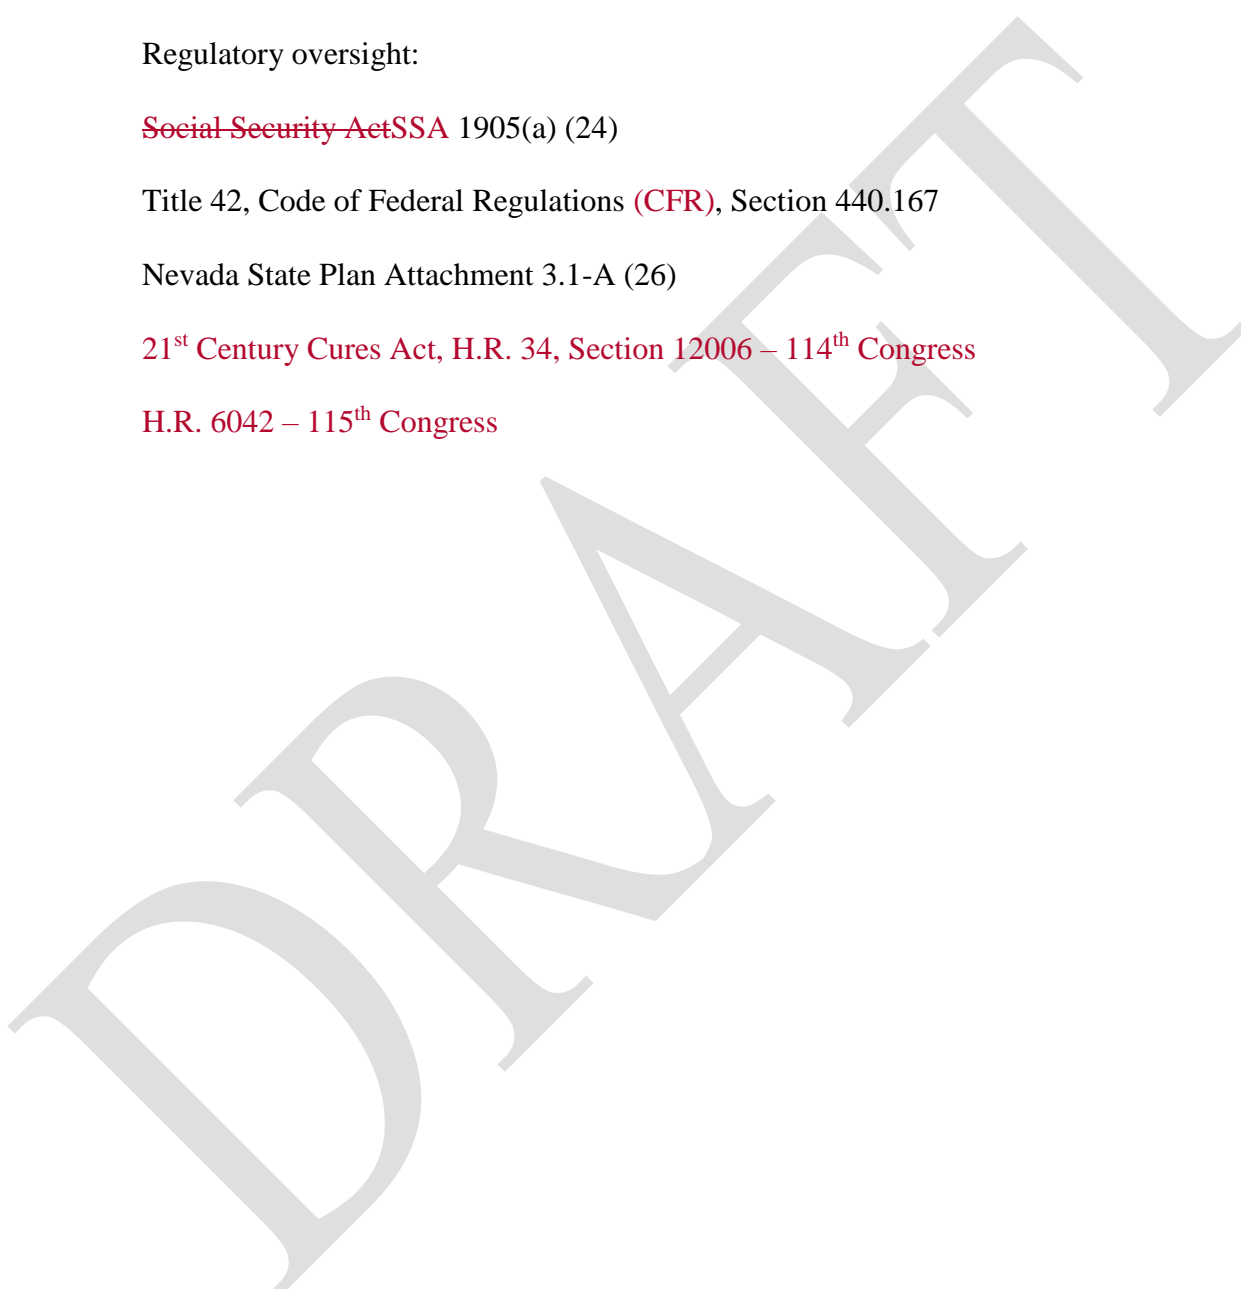 Regulatory oversight:
Social Security ActSSA 1905(a) (24)
Title 42, Code of Federal Regulations (CFR), Section 440.167
Nevada State Plan Attachment 3.1-A (26)
21st Century Cures Act, H.R. 34, Section 12006 – 114th Congress
H.R. 6042 – 115th Congress
DRAFT